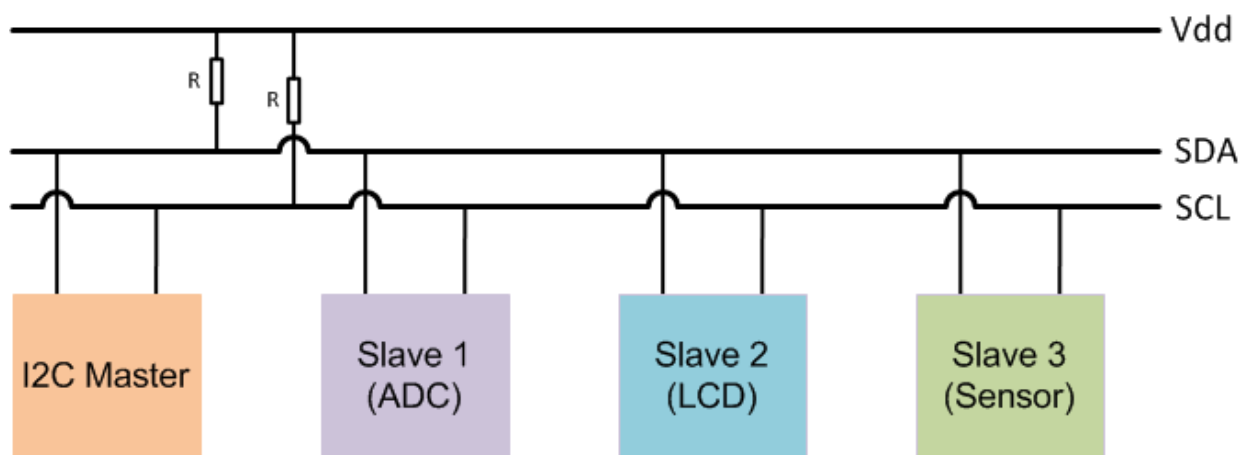 Vdd
R
R
SDA
SCL
I2C Master
Slave 1
(ADC)
Slave 2
(LCD)
Slave 3
(Sensor)